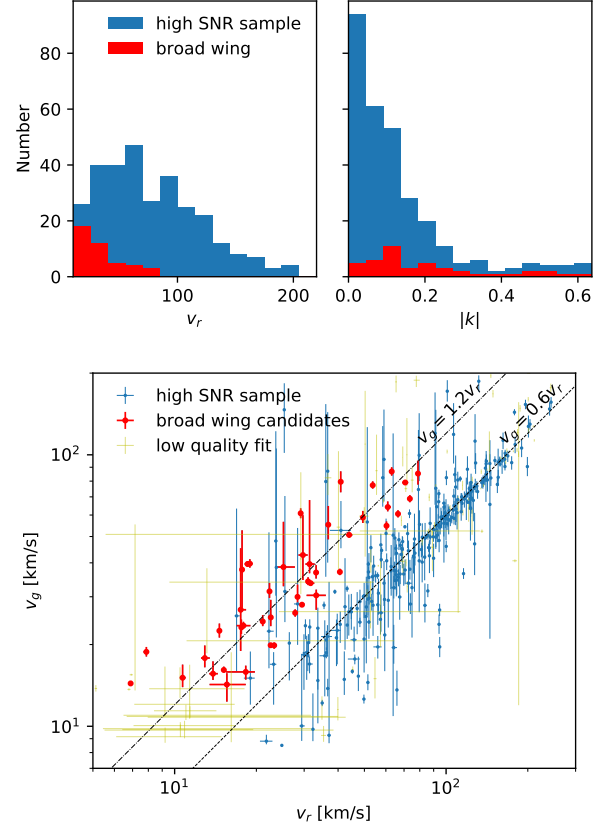 high SNR sample
broad wing
Number
80
60
40
20
0
100
200
v_r
0.0
0.2
0.4
0.6
|k|
high SNR sample
broad wing candidates
low quality fit
v_g = 1.2v_r
v_g = 0.6v_r
10^2
10^1
v_g [km/s]
10^1
10^2
v_r [km/s]